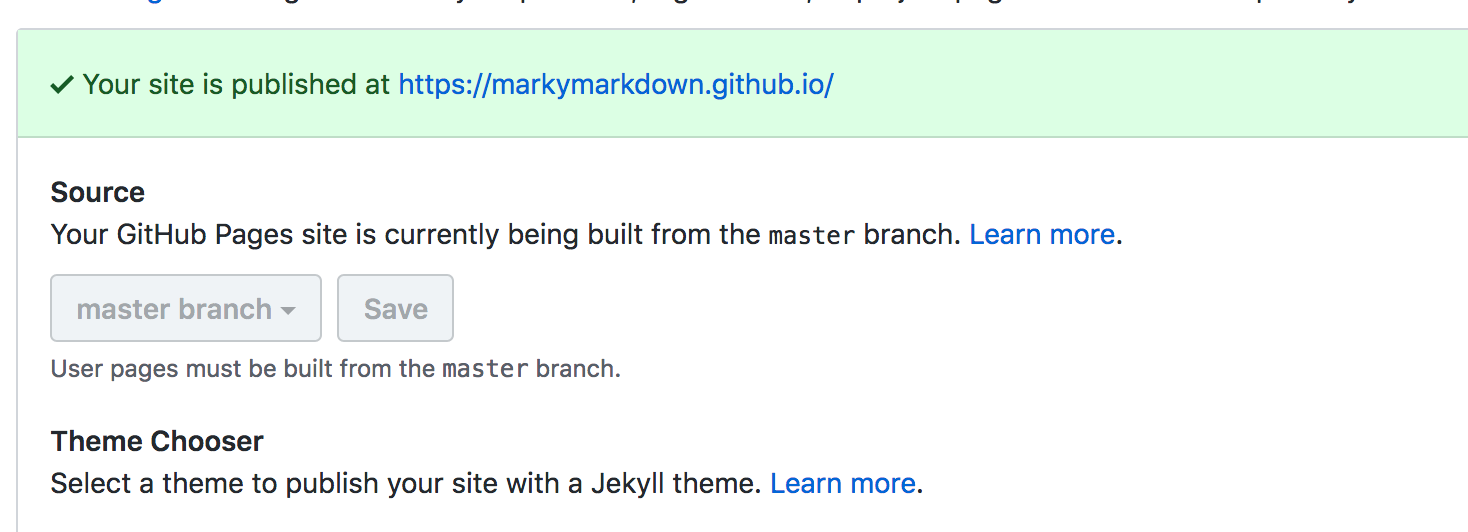 ✓ Your site is published at https://markymarkdown.github.io/
Source
Your GitHub Pages site is currently being built from the master branch. Learn more.
master branch
Save
User pages must be built from the master branch.
Theme Chooser
Select a theme to publish your site with a Jekyll theme. Learn more.